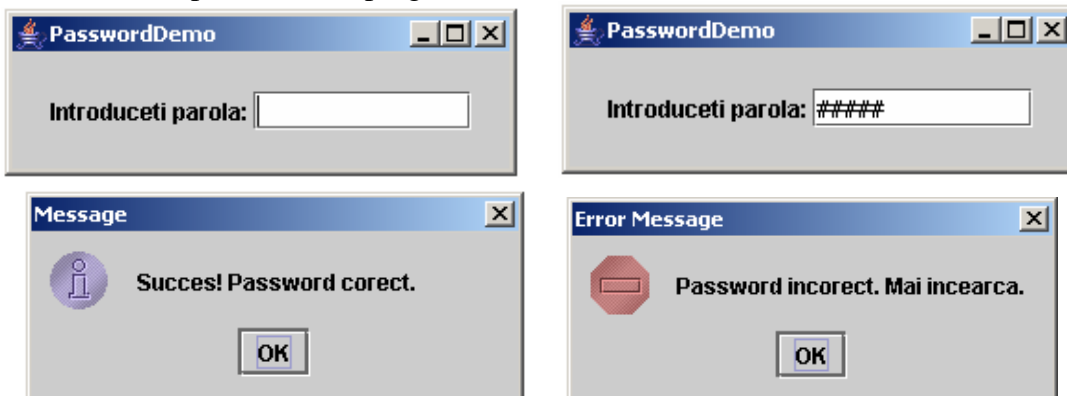 PasswordDemo
Introduceti parola:
PasswordDemo
Introduceti parola: #####
Message
Succes! Password corect.
OK
Error Message
Password incorect. Mai incearca.
OK